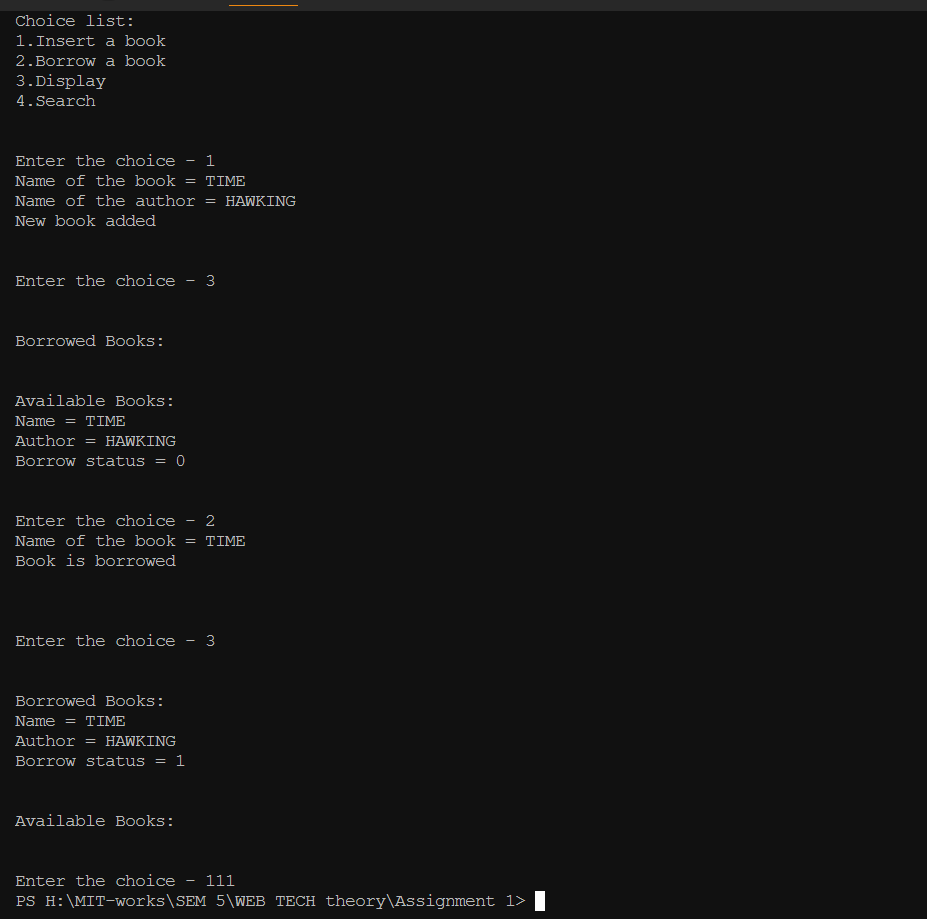 Choice list:
1.Insert a book
2.Borrow a book
3.Display
4.Search
Enter the choice - 1
Name of the book = TIME
Name of the author = HAWKING
New book added
Enter the choice - 3
Borrowed Books:
Available Books:
Name = TIME
Author = HAWKING
Borrow status = 0
Enter the choice - 2
Name of the book = TIME
Book is borrowed
Enter the choice - 3
Borrowed Books:
Name = TIME
Author = HAWKING
Borrow status = 1
Available Books:
Enter the choice - 111
PS H:\MIT-works\SEM 5\WEB TECH theory\Assignment 1>